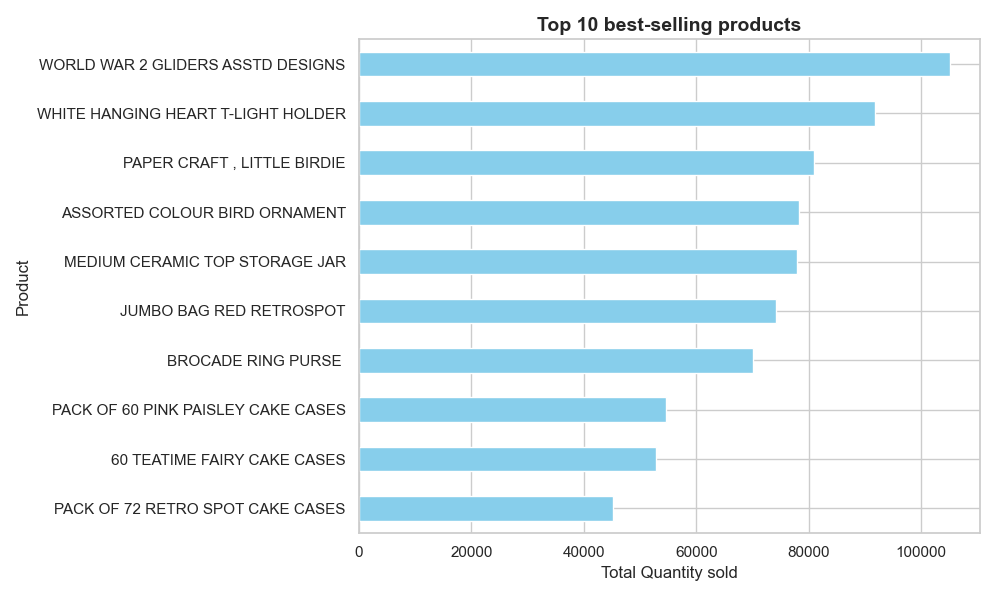 Top 10 best-selling products
WORLD WAR 2 GLIDERS ASSTD DESIGNS
WHITE HANGING HEART T-LIGHT HOLDER
PAPER CRAFT , LITTLE BIRDIE
ASSORTED COLOUR BIRD ORNAMENT
MEDIUM CERAMIC TOP STORAGE JAR
JUMBO BAG RED RETROSPOT
BROCADE RING PURSE
PACK OF 60 PINK PAISLEY CAKE CASES
60 TEATIME FAIRY CAKE CASES
PACK OF 72 RETRO SPOT CAKE CASES
Product
0 20000 40000 60000 80000 100000
Total Quantity sold